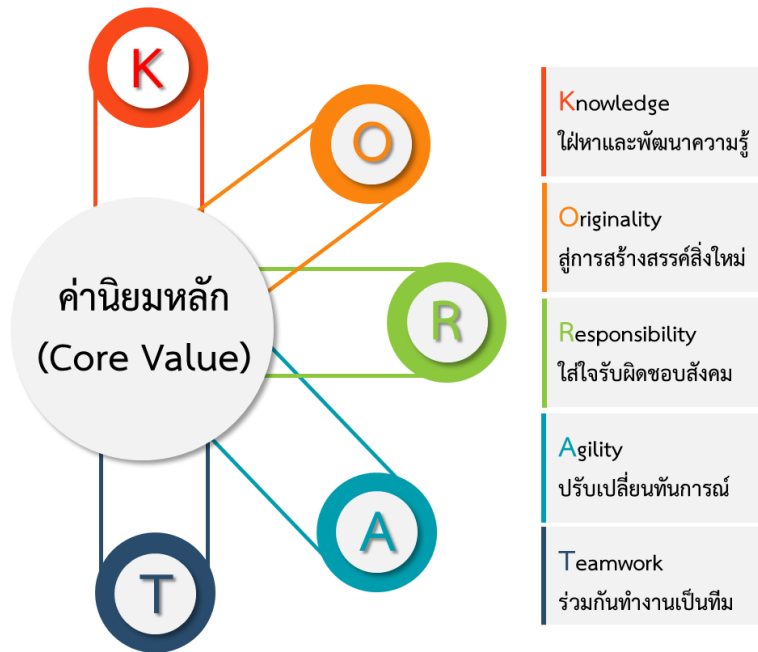 K
O
R
A
T
ค่านิยมหลัก
(Core Value)
Knowledge
ใฝ่หาและพัฒนาความรู้
Originality
สู่การสร้างสรรค์สิ่งใหม่
Responsibility
ใส่ใจรับผิดชอบสังคม
Agility
ปรับเปลี่ยนทันการณ์
Teamwork
ร่วมกันทำงานเป็นทีม